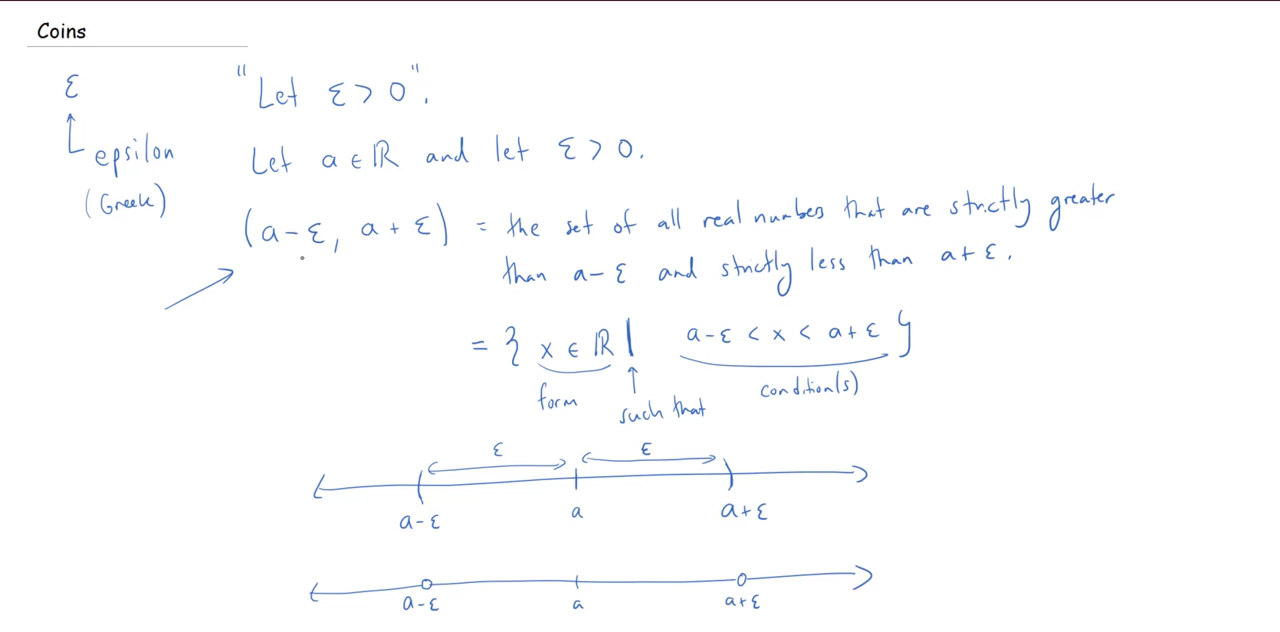 Coins
ε "Let ε > 0".
epsilon Let a ∈ ℝ and let ε > 0.
(Greek)
(a - ε, a + ε) = the set of all real numbes that are strictly greater
than a - ε and strictly less than a + ε.
= { x ∈ ℝ | a - ε < x < a + ε }
form such that condition(s)
ε ε
a - ε a a + ε
a - ε a a + ε